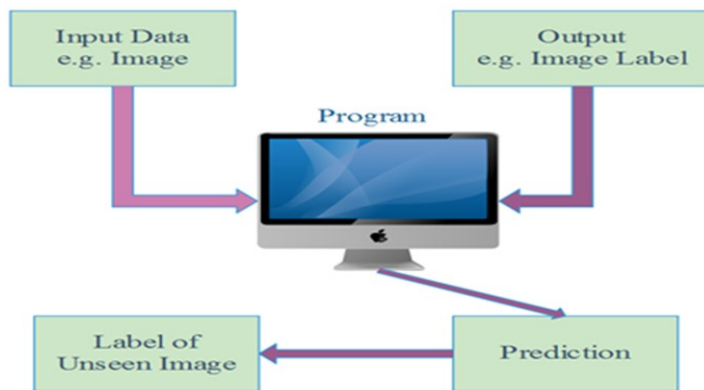 Input Data
e.g. Image
Output
e.g. Image Label
Program
Label of
Unseen Image
Prediction